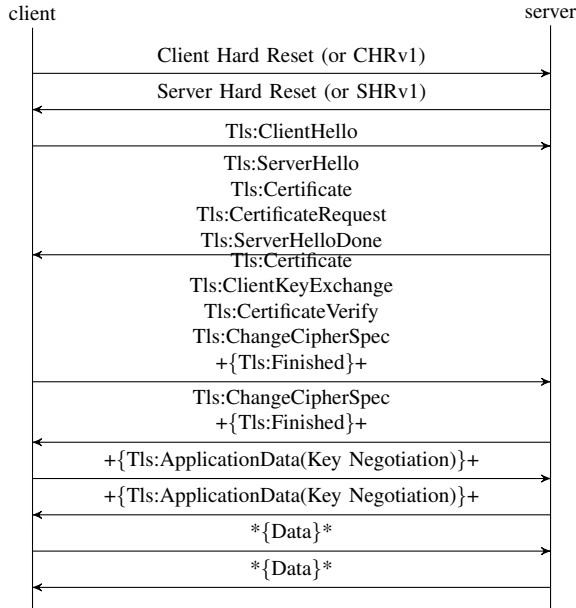 client server
Client Hard Reset (or CHRv1)
Server Hard Reset (or SHRv1)
Tls:ClientHello
Tls:ServerHello
Tls:Certificate
Tls:CertificateRequest
Tls:ServerHelloDone
Tls:Certificate
Tls:ClientKeyExchange
Tls:CertificateVerify
Tls:ChangeCipherSpec
+{Tls:Finished}+
Tls:ChangeCipherSpec
+{Tls:Finished}+
+{Tls:ApplicationData(Key Negotiation)}+
+{Tls:ApplicationData(Key Negotiation)}+
*{Data}*
*{Data}*